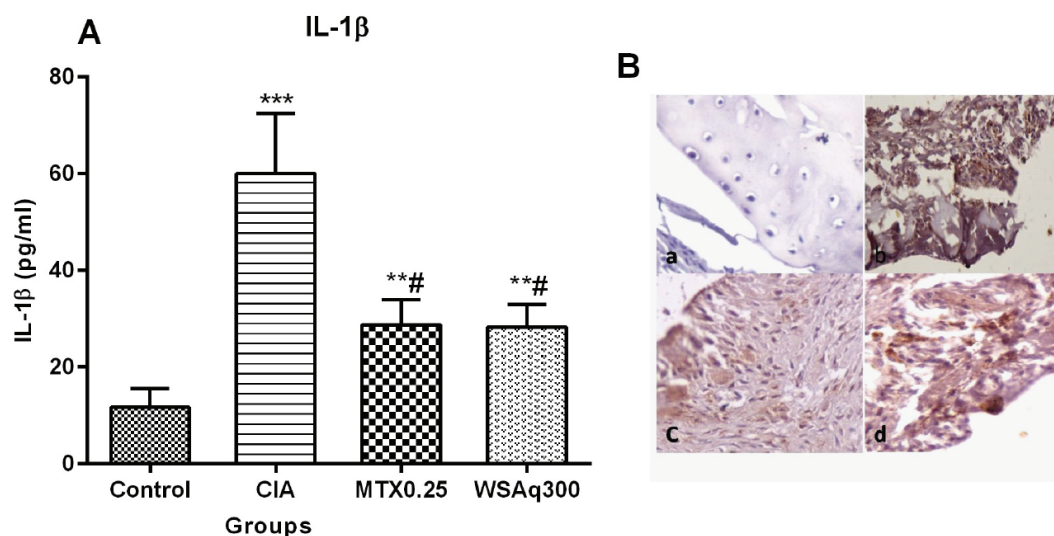 A
IL-1β
IL-1β (pg/ml)
80
60
40
20
0
***
**#
**#
Control CIA MTX0.25 WSAq300
Groups
B
a
b
c
d